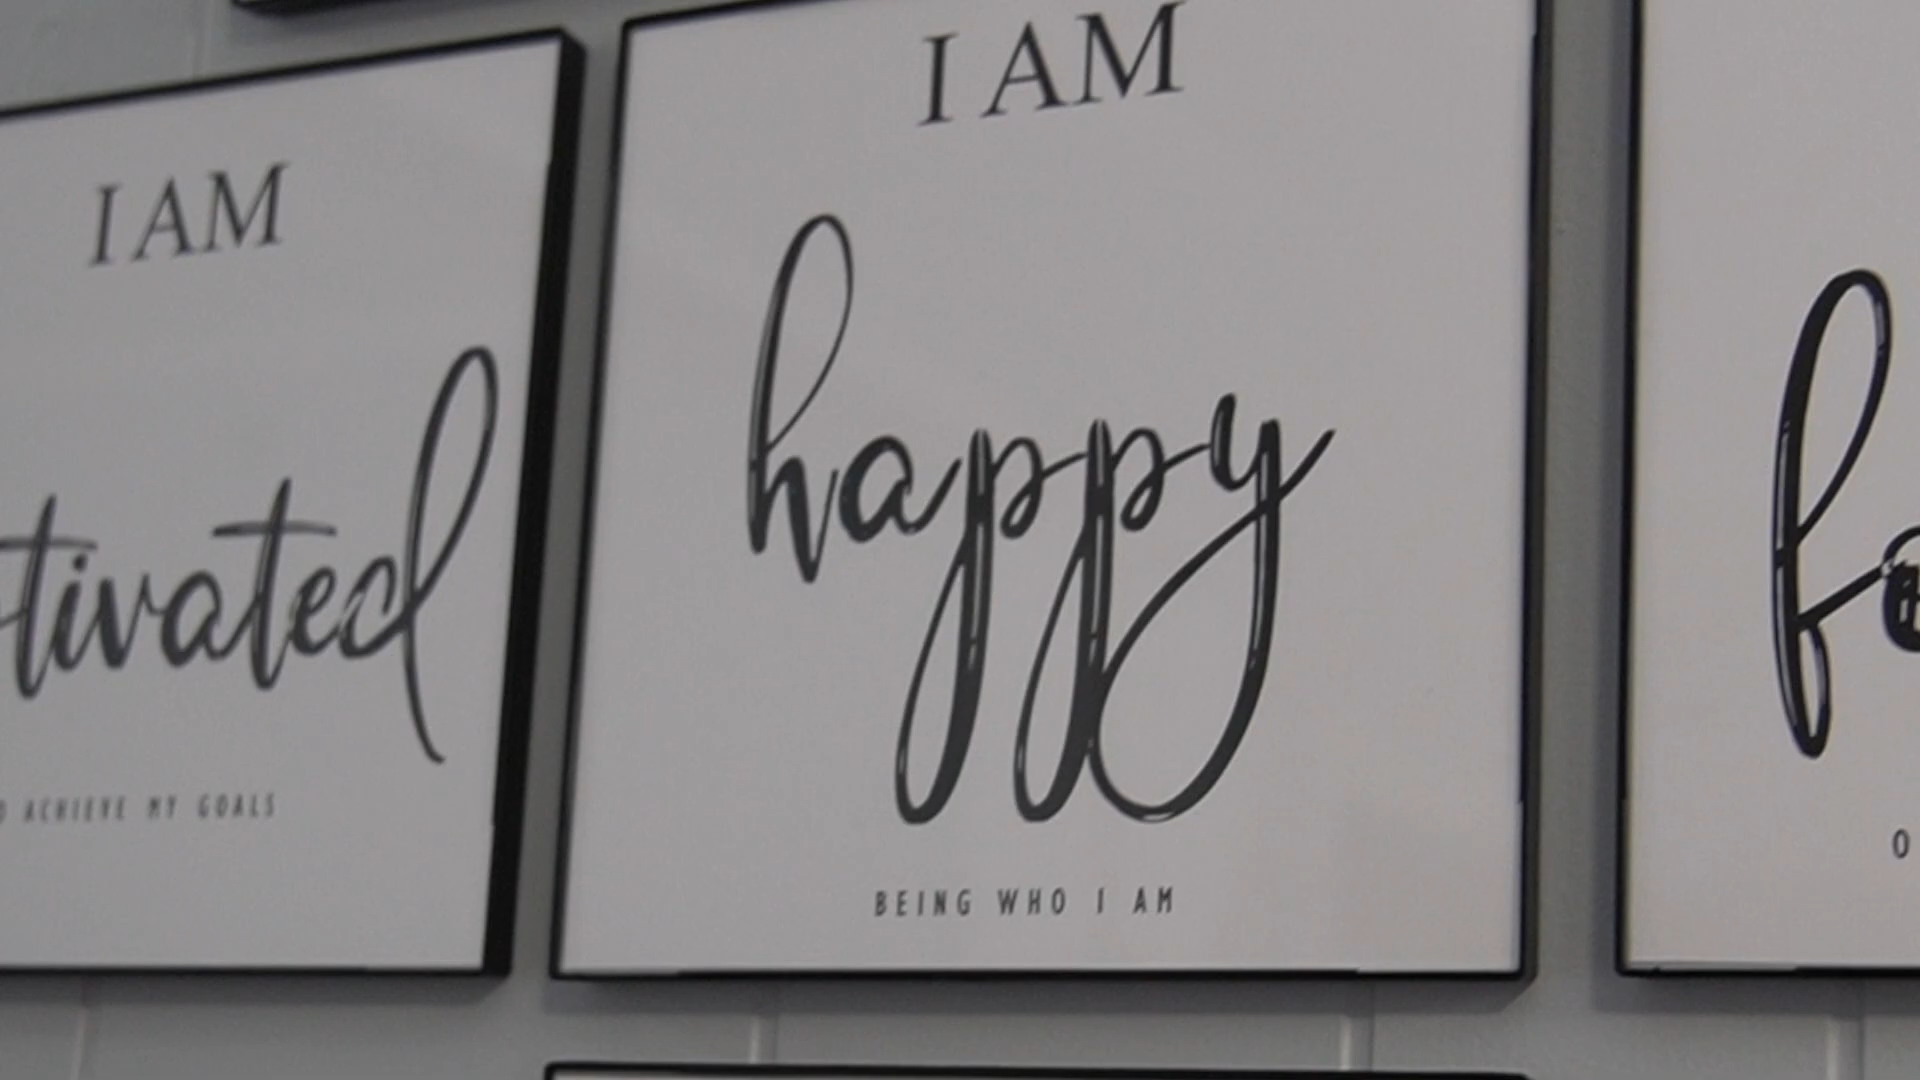 I AM
tivated
ACHIEVE MY GOALS
I AM
happy
BEING WHO I AM